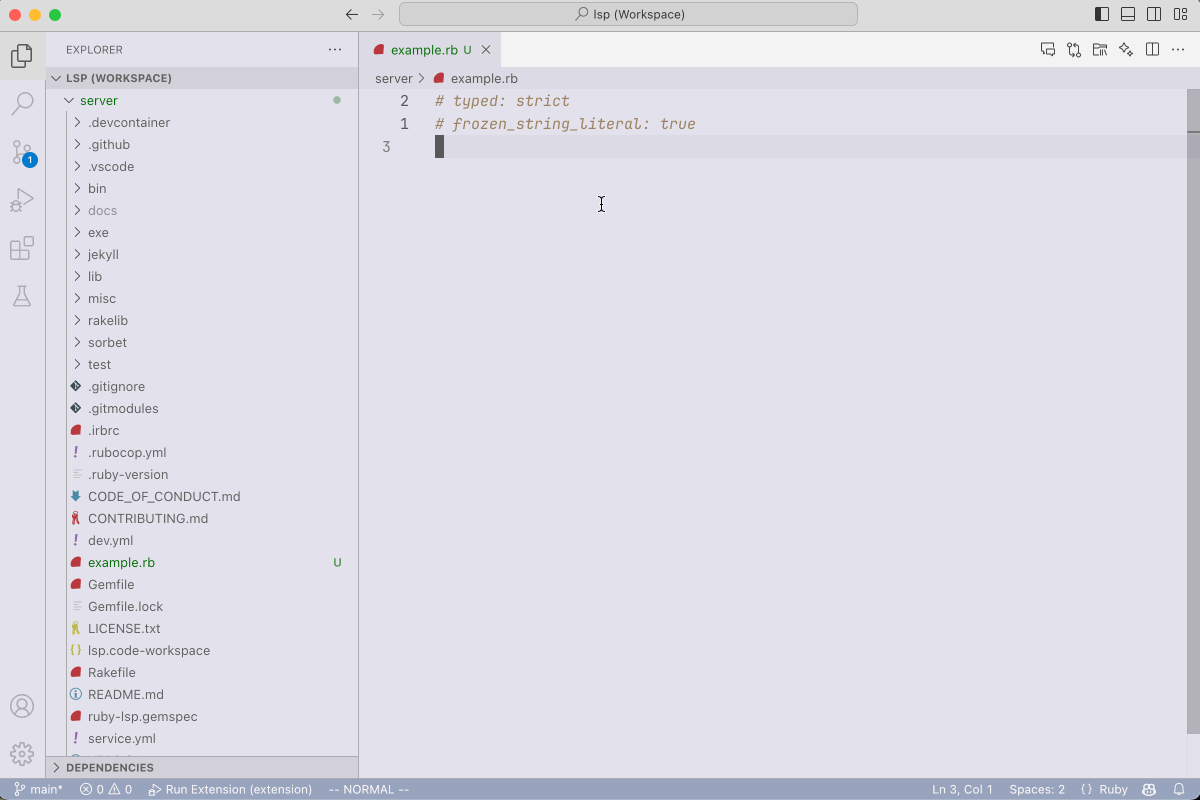 lsp (Workspace)
EXPLORER
example.rb U
LSP (WORKSPACE)
server > example.rb
server
.devcontainer
.github
.vscode
bin
docs
exe
jekyll
lib
misc
rakelib
sorbet
test
.gitignore
.gitmodules
.irbrc
.rubocop.yml
.ruby-version
CODE_OF_CONDUCT.md
CONTRIBUTING.md
dev.yml
example.rb U
Gemfile
Gemfile.lock
LICENSE.txt
lsp.code-workspace
Rakefile
README.md
ruby-lsp.gemspec
service.yml
DEPENDENCIES
1
2 # typed: strict
1 # frozen_string_literal: true
3
main* 0 0 Run Extension (extension) -- NORMAL -- Ln 3, Col 1 Spaces: 2 {} Ruby